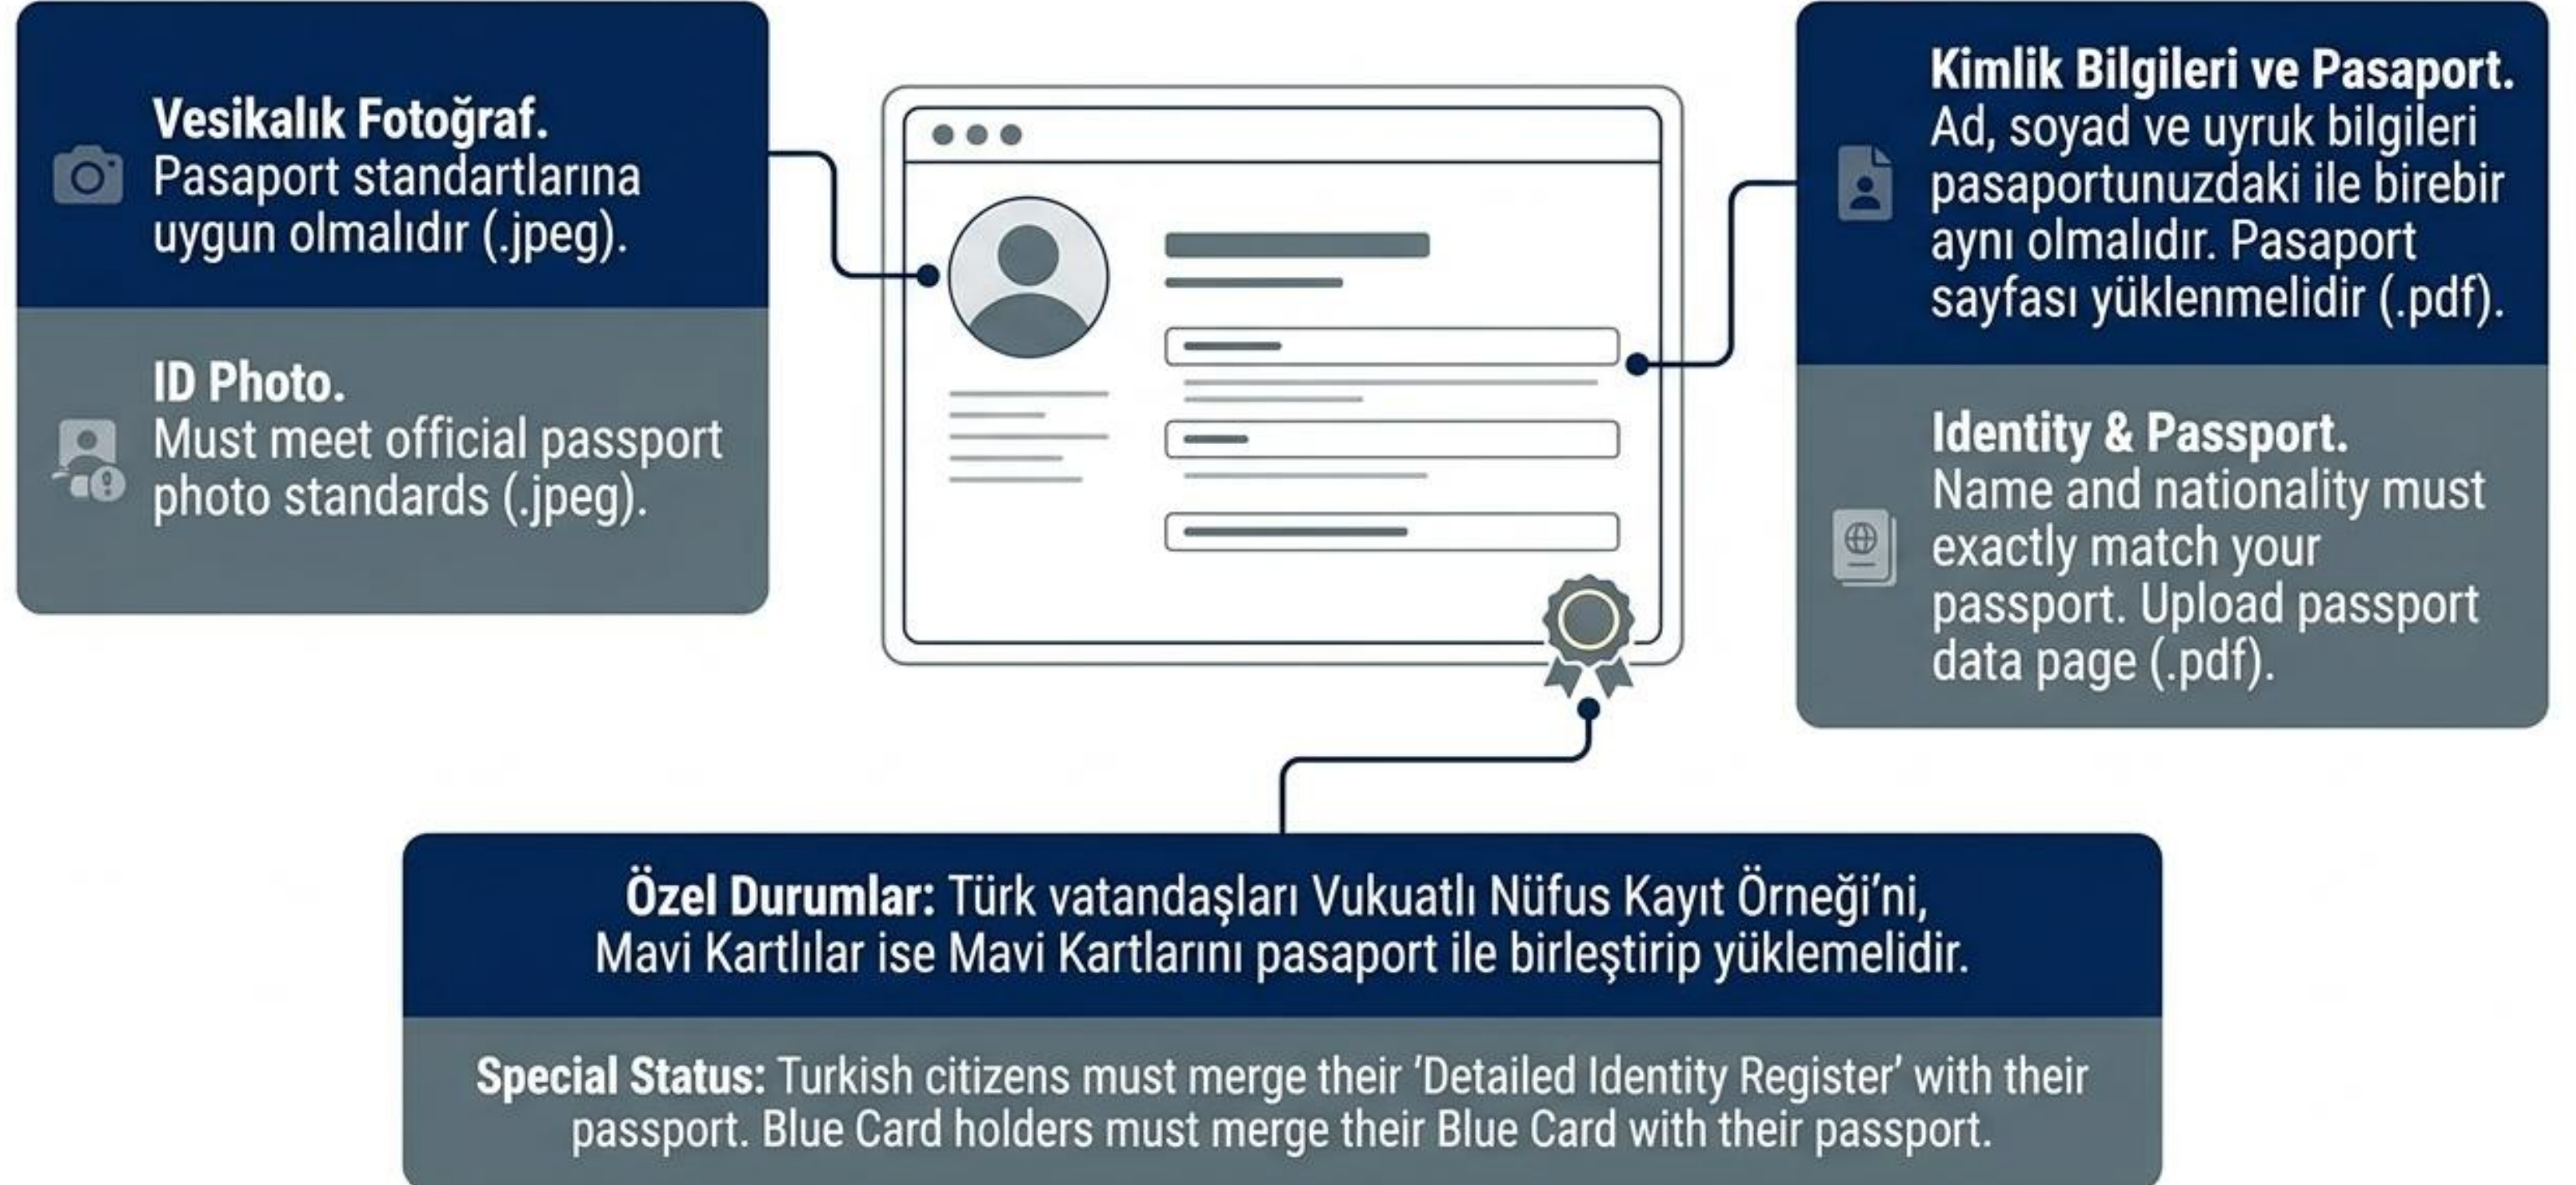 Vesikalık Fotoğraf.
Pasaport standartlarına
uygun olmalıdır (.jpeg).
ID Photo.
Must meet official passport
photo standards (.jpeg).
Kimlik Bilgileri ve Pasaport.
Ad, soyad ve uyruk bilgileri
pasaportunuzdaki ile birebir
aynı olmalıdır. Pasaport
sayfası yüklenmelidir (.pdf).
Identity & Passport.
Name and nationality must
exactly match your
passport. Upload passport
data page (.pdf).
Özel Durumlar: Türk vatandaşları Vukuatlı Nüfus Kayıt Örneği’ni,
Mavi Kartlılar ise Mavi Kartlarını pasaport ile birleştirip yüklemelidir.
Special Status: Turkish citizens must merge their ’Detailed Identity Register’ with their
passport. Blue Card holders must merge their Blue Card with their passport.